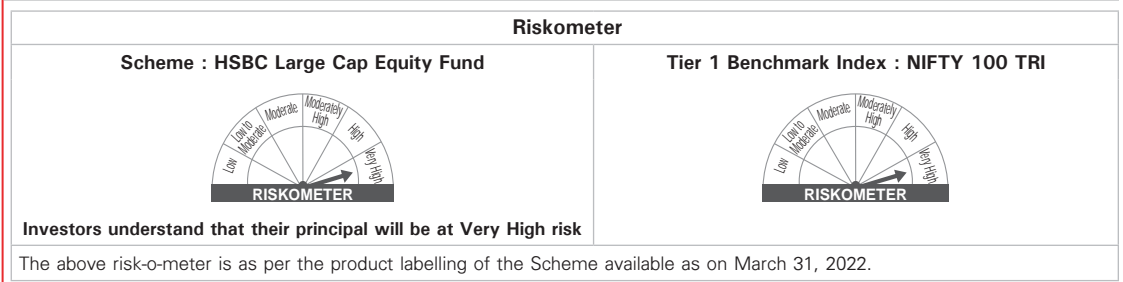 Riskometer
Scheme : HSBC Large Cap Equity Fund
Low
Low to
Moderate
Moderate
Moderately
High
High
Very High
RISKOMETER
Investors understand that their principal will be at Very High risk
Tier 1 Benchmark Index : NIFTY 100 TRI
Low
Low to
Moderate
Moderate
Moderately
High
High
Very High
RISKOMETER
The above risk-o-meter is as per the product labelling of the Scheme available as on March 31, 2022.